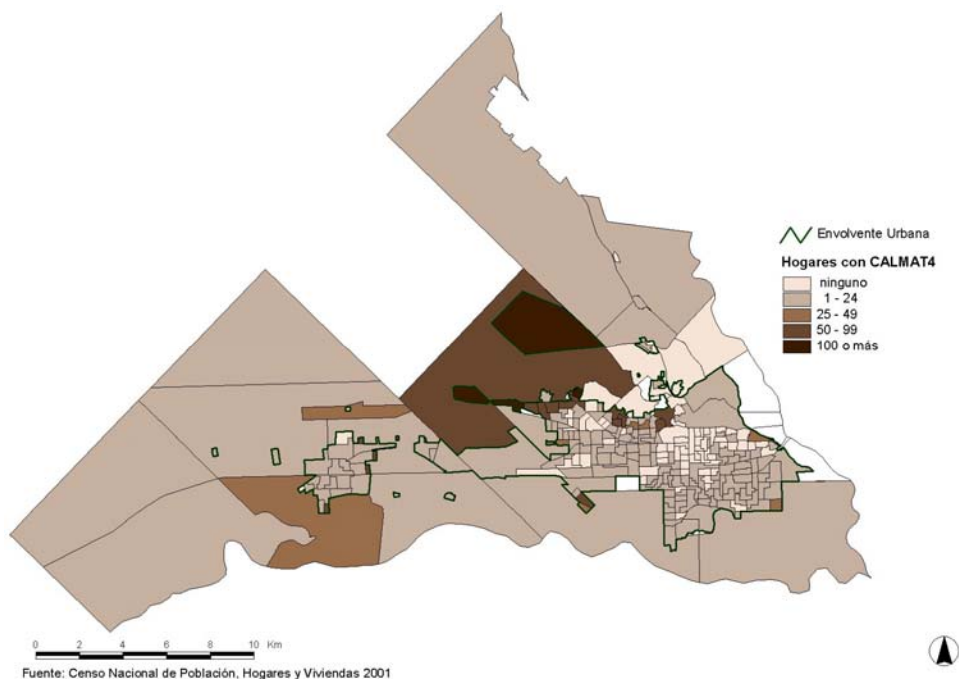 Envolvente Urbana
Hogares con CALMAT4
ninguno
1 - 24
25 - 49
50 - 99
100 o más
0 2 4 6 8 10 Km
Fuente: Censo Nacional de Población, Hogares y Viviendas 2001